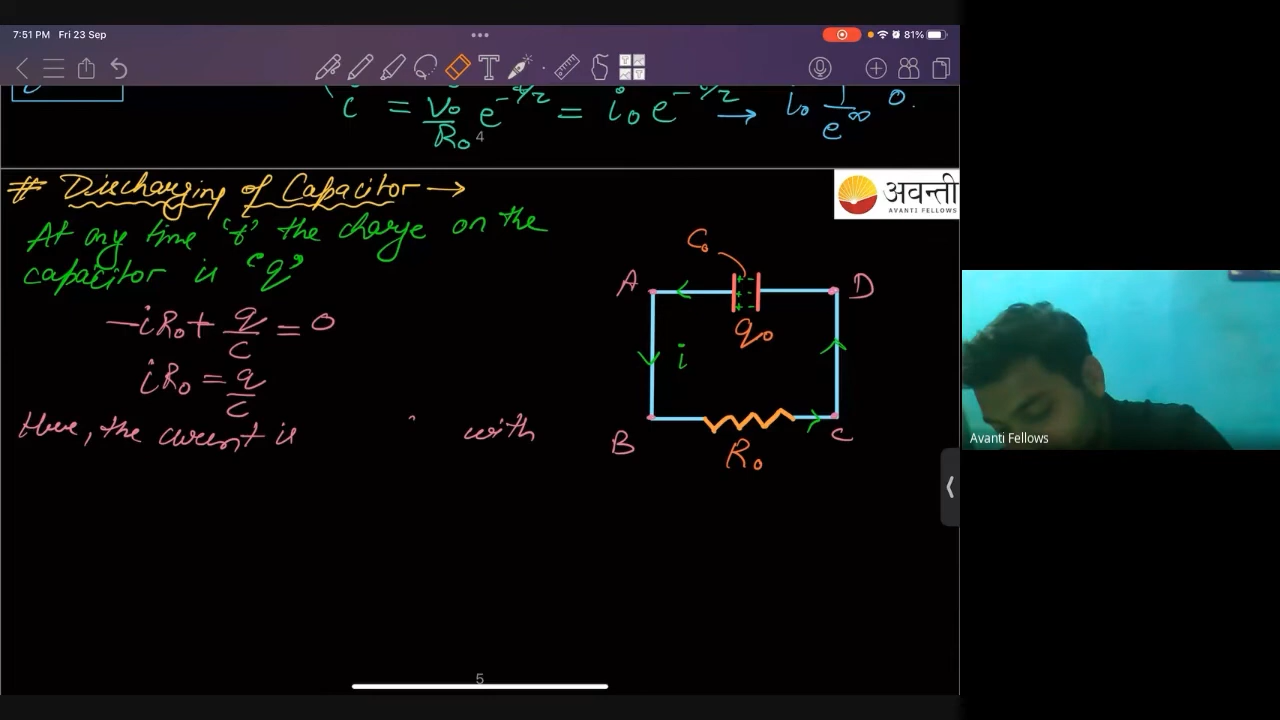 7:51 PM Fri 23 Sep
81%
i = V₀/R₀ e^-t/τ = i₀ e^-t/τ → i₀ 1/e^∞ 0.
4
# Discharging of Capacitor →
अवन्ती
AVANTI FELLOWS
At any time 't' the charge on the
capacitor is 'q'
-iR₀ + q/C = 0
iR₀ = q/C
the current is with
C₀
A
D
q₀
i
B
C
R₀
5
Avanti Fellows